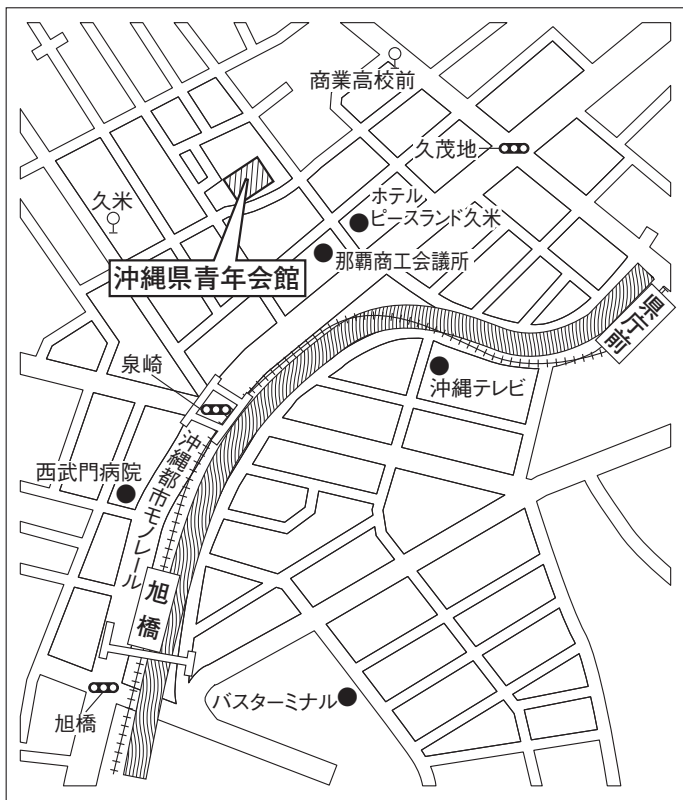 商業高校前
久茂地
ホテル
ピースランド久米
久米
那覇商工会議所
沖縄県青年会館
県庁前
泉崎
沖縄テレビ
西武門病院
沖縄都市モノレール
旭橋
バスターミナル
旭橋